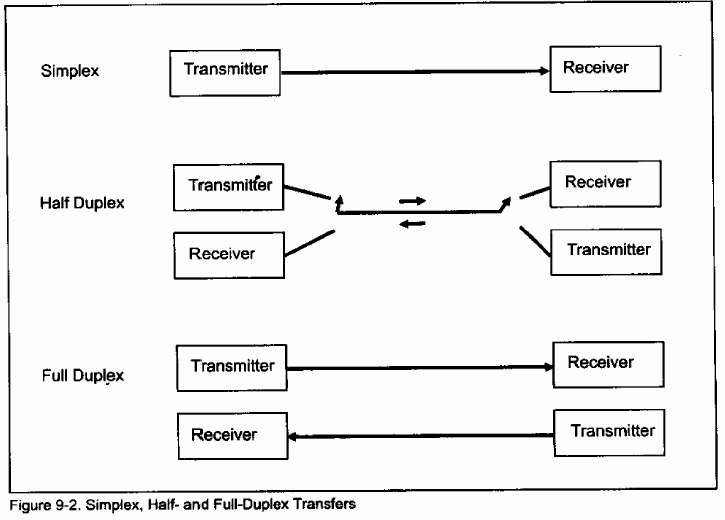 Simplex Transmitter Receiver
Transmitter Receiver
Half Duplex
Receiver Transmitter
Transmitter Receiver
Full Duplex
Receiver Transmitter
Figure 9-2. Simplex, Half- and Full-Duplex Transfers